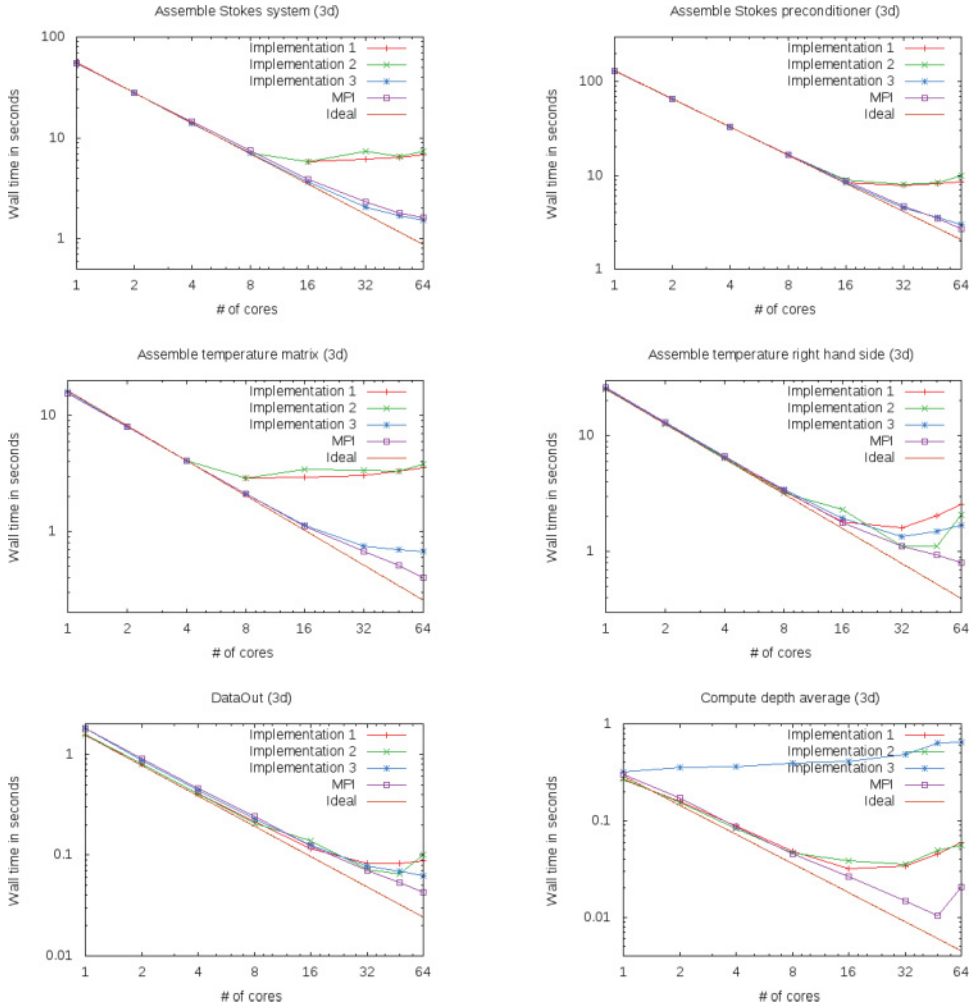 Assemble Stokes system (3d)
Wall time in seconds
100
10
1
Implementation 1
Implementation 2
Implementation 3
MPI
Ideal
1 2 4 8 16 32 64
# of cores
Assemble Stokes preconditioner (3d)
Wall time in seconds
100
10
1
Implementation 1
Implementation 2
Implementation 3
MPI
Ideal
1 2 4 8 16 32 64
# of cores
Assemble temperature matrix (3d)
Wall time in seconds
10
1
Implementation 1
Implementation 2
Implementation 3
MPI
Ideal
1 2 4 8 16 32 64
# of cores
Assemble temperature right hand side (3d)
Wall time in seconds
10
1
Implementation 1
Implementation 2
Implementation 3
MPI
Ideal
1 2 4 8 16 32 64
# of cores
DataOut (3d)
Wall time in seconds
1
0.1
0.01
Implementation 1
Implementation 2
Implementation 3
MPI
Ideal
1 2 4 8 16 32 64
# of cores
Compute depth average (3d)
Wall time in seconds
1
0.1
0.01
Implementation 1
Implementation 2
Implementation 3
MPI
Ideal
1 2 4 8 16 32 64
# of cores